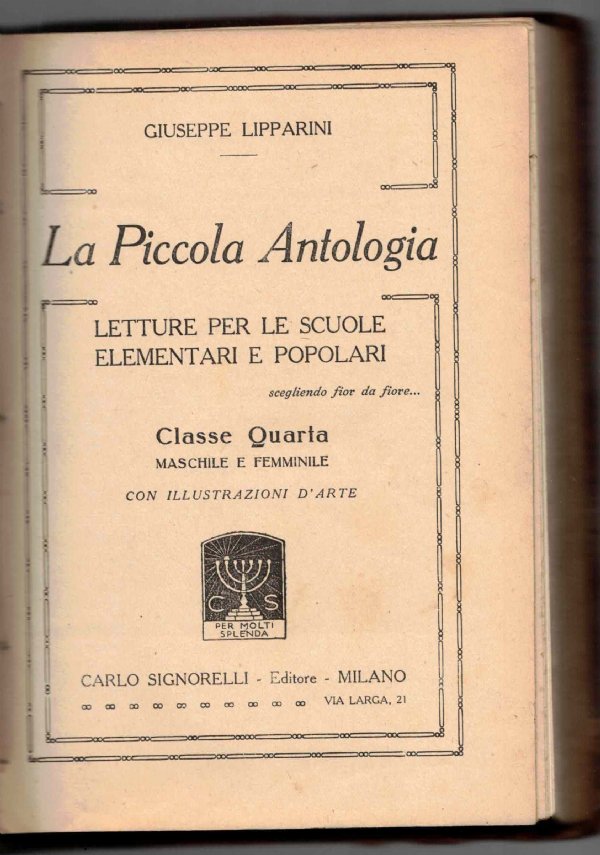 GIUSEPPE LIPPARINI
La Piccola Antologia
LETTURE PER LE SCUOLE
ELEMENTARI E POPOLARI
scegliendo fior da fiore...
Classe Quarta
MASCHILE E FEMMINILE
CON ILLUSTRAZIONI D'ARTE
C S
PER MOLTI
SPLENDA
CARLO SIGNORELLI - Editore - MILANO
VIA LARGA, 21